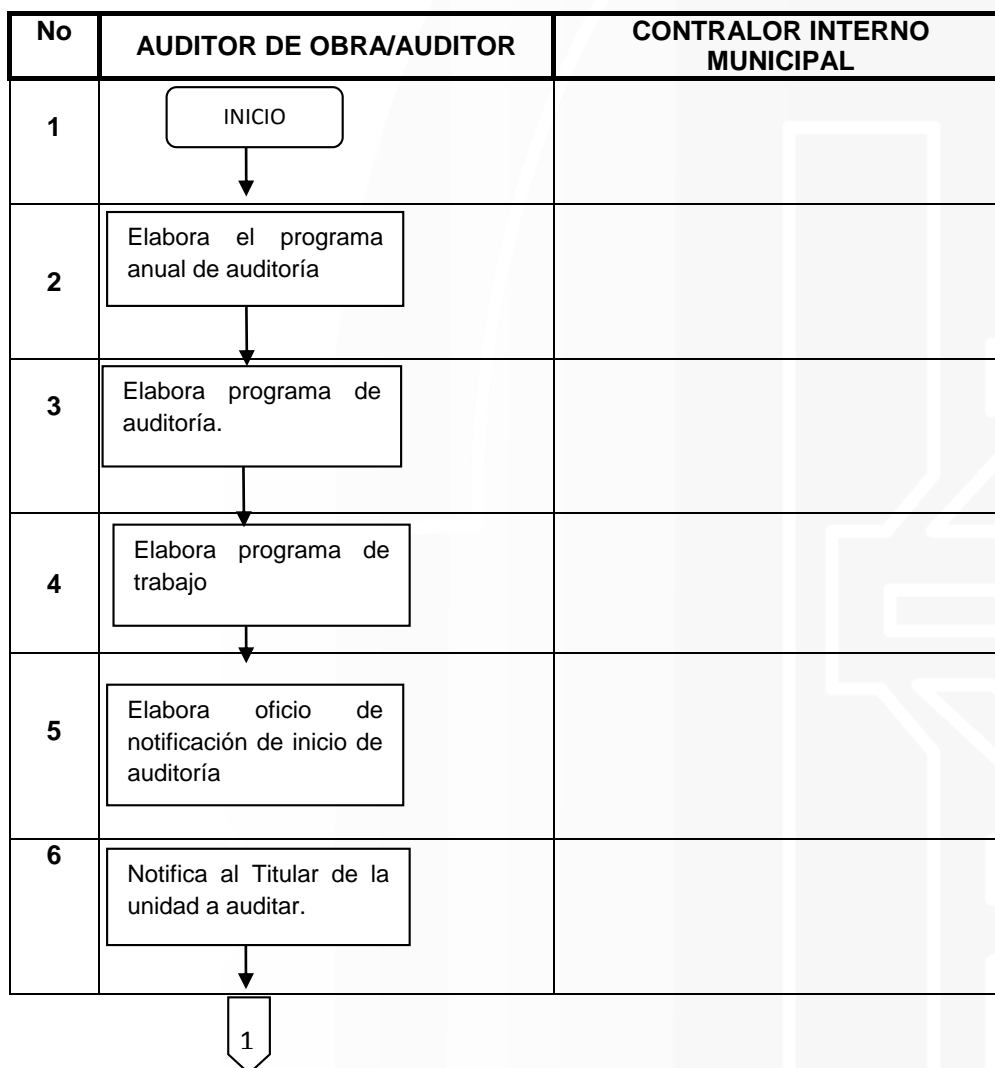 No
AUDITOR DE OBRA/AUDITOR
CONTRALOR INTERNO
MUNICIPAL
1
INICIO
2
Elabora el programa
anual de auditoría
3
Elabora programa de
auditoría.
4
Elabora programa de
trabajo
5
Elabora oficio de
notificación de inicio de
auditoría
6
Notifica al Titular de la
unidad a auditar.
1